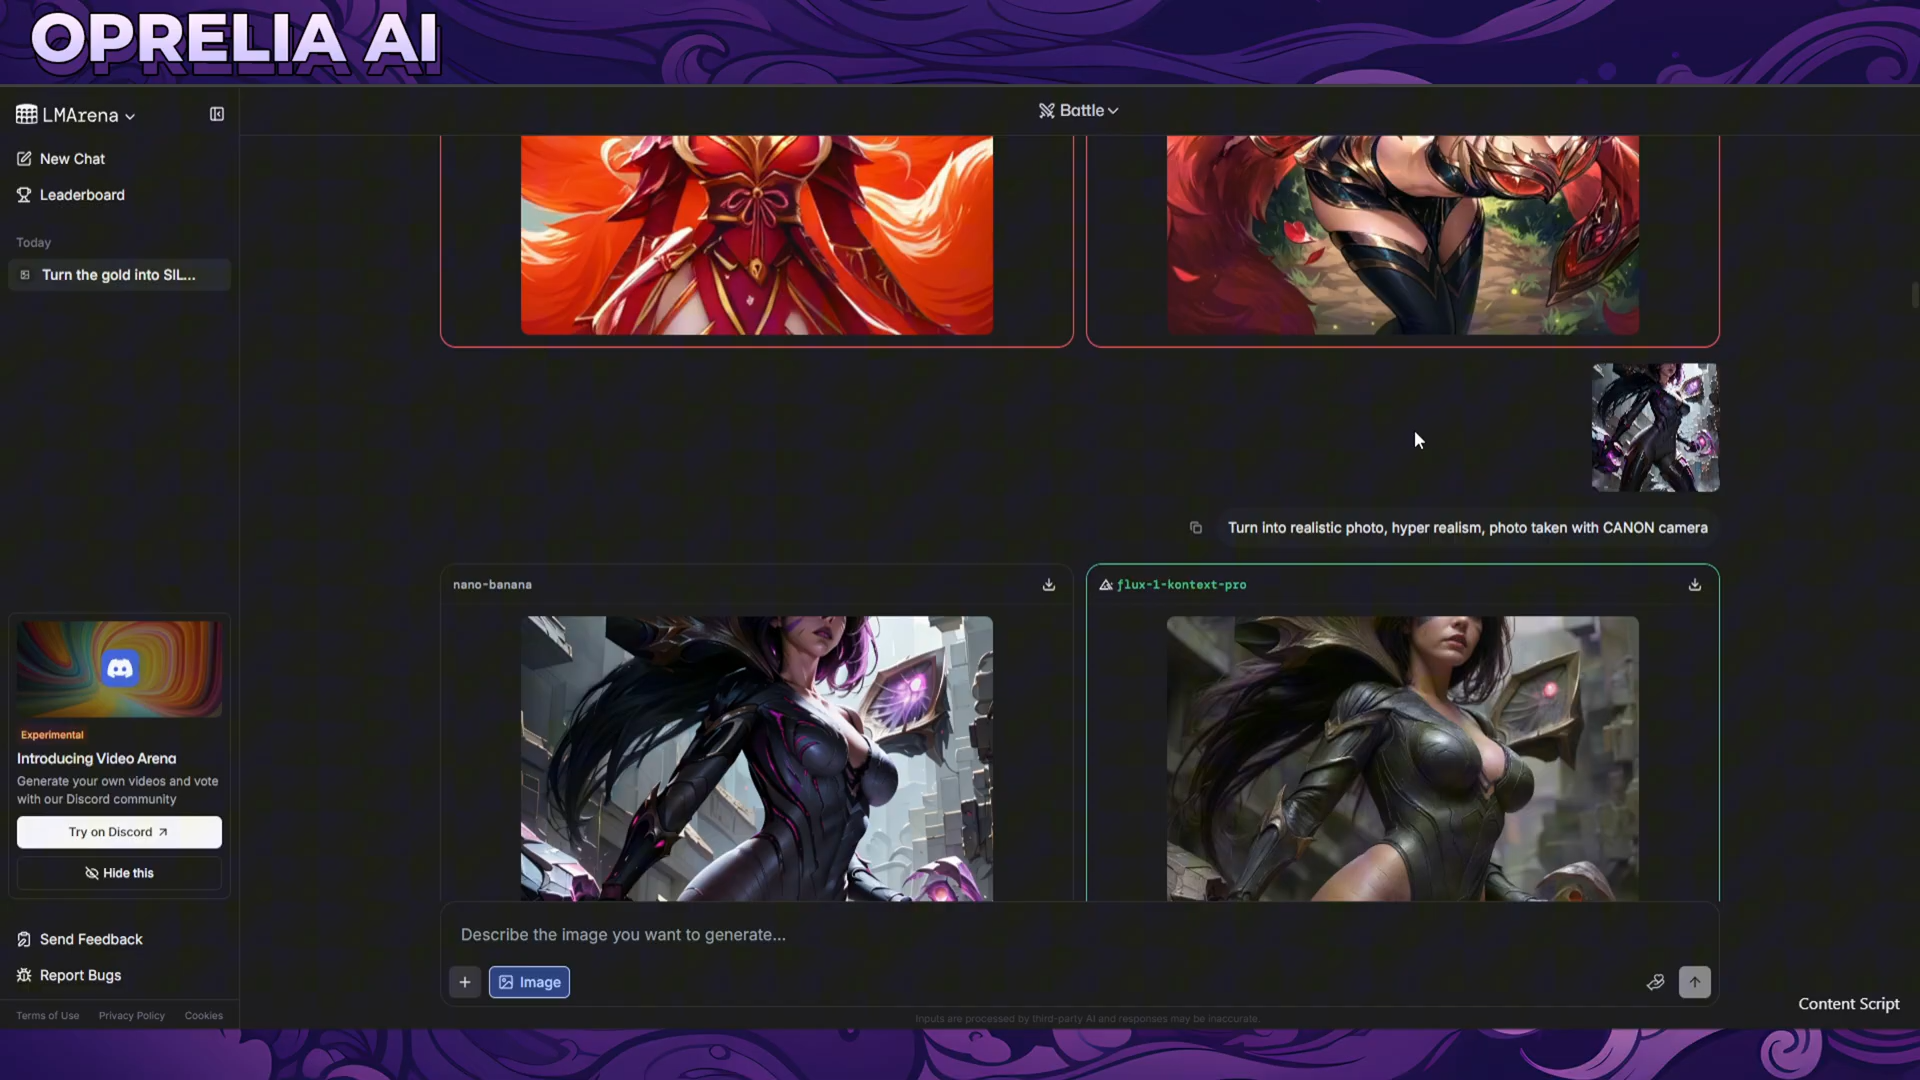 OPRELIA AI
LMArena
Battle
New Chat
Leaderboard
Today
Turn the gold into SIL...
Turn into realistic photo, hyper realism, photo taken with CANON camera
nano-banana
flux-1-kontext-pro
Experimental
Introducing Video Arena
Generate your own videos and vote
with our Discord community
Try on Discord
Hide this
Describe the image you want to generate...
Send Feedback
Image
Report Bugs
Content Script
Terms of Use
Privacy Policy
Cookies
Inputs are processed by third-party AI and responses may be inaccurate.